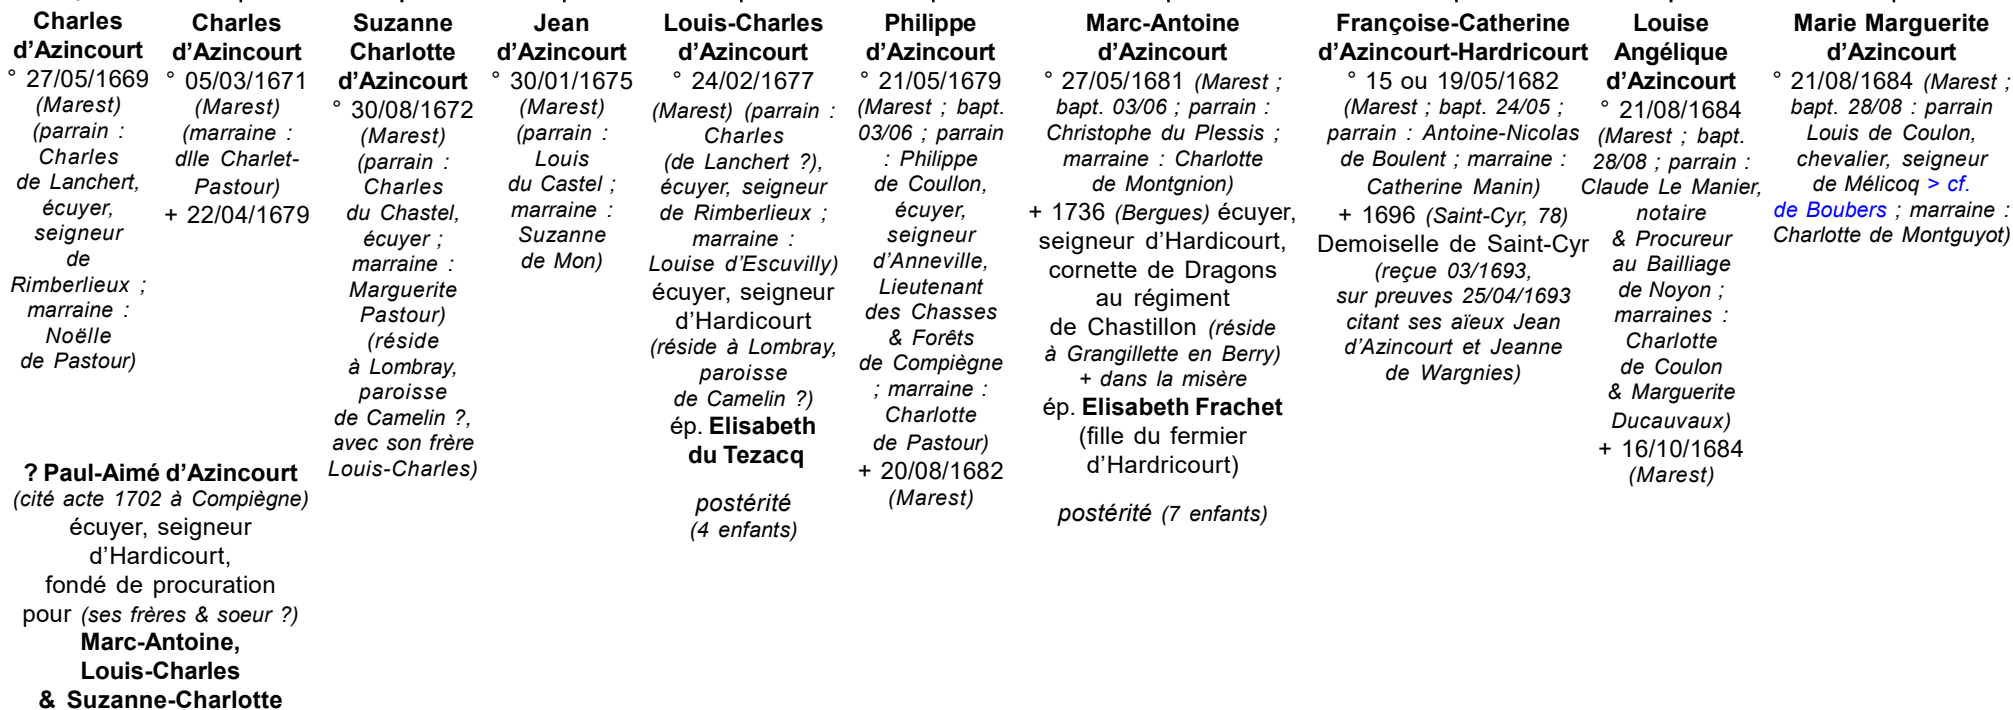 Charles
d'Azincourt
° 27/05/1669
(Marest)
(parrain :
Charles
de Lanchert,
écuyer,
seigneur
de
Rimberlieux ;
marraine :
Noëlle
de Pastour)
Charles
d'Azincourt
° 05/03/1671
(Marest)
(marraine :
dlle Charlet-
Pastour)
+ 22/04/1679
? Paul-Aimé d'Azincourt
(cité acte 1702 à Compiègne)
écuyer, seigneur
d'Hardicourt,
fondé de procuration
pour (ses frères & soeur ?)
Marc-Antoine,
Louis-Charles
& Suzanne-Charlotte
Suzanne
Charlotte
d'Azincourt
° 30/08/1672
(Marest)
(parrain :
Charles
du Chastel,
écuyer ;
marraine :
Marguerite
Pastour)
(réside
à Lombray,
paroisse
de Camelin ?,
avec son frère
Louis-Charles)
Jean
d'Azincourt
° 30/01/1675
(Marest)
(parrain :
Louis
du Castel ;
marraine :
Suzanne
de Mon)
Louis-Charles
d'Azincourt
° 24/02/1677
(Marest) (parrain :
Charles
(de Lanchert ?),
écuyer, seigneur
de Rimberlieux ;
marraine :
Louise d'Escuvilly)
écuyer, seigneur
d'Hardicourt
(réside à Lombray,
paroisse
de Camelin ?)
ép. Elisabeth
du Tezacq
postérité
(4 enfants)
Philippe
d'Azincourt
° 21/05/1679
(Marest ; bapt.
03/06 ; parrain
: Philippe
de Coullon,
écuyer,
seigneur
d'Anneville,
Lieutenant
des Chasses
& Forêts
de Compiègne
; marraine :
Charlotte
de Pastour)
+ 20/08/1682
(Marest)
Marc-Antoine
d'Azincourt
° 27/05/1681 (Marest ;
bapt. 03/06 ; parrain :
Christophe du Plessis ;
marraine : Charlotte
de Montgnion)
+ 1736 (Bergues) écuyer,
seigneur d'Hardicourt,
cornette de Dragons
au régiment
de Chastillon (réside
à Grangillette en Berry)
+ dans la misère
ép. Elisabeth Frachet
(fille du fermier
d'Hardricourt)
postérité (7 enfants)
Françoise-Catherine
d'Azincourt-Hardricourt
° 15 ou 19/05/1682
(Marest ; bapt. 24/05 ;
parrain : Antoine-Nicolas
de Boulent ; marraine :
Catherine Manin)
+ 1696 (Saint-Cyr, 78)
Demoiselle de Saint-Cyr
(reçue 03/1693,
sur preuves 25/04/1693
citant ses aïeux Jean
d'Azincourt et Jeanne
de Wargnies)
Louise
Angélique
d'Azincourt
° 21/08/1684
(Marest ; bapt.
28/08 ; parrain :
Claude Le Manier,
notaire
& Procureur
au Bailliage
de Noyon ;
marraines :
Charlotte
de Coulon
& Marguerite
Ducauvaux)
+ 16/10/1684
(Marest)
Marie Marguerite
d'Azincourt
° 21/08/1684 (Marest ;
bapt. 28/08 : parrain
Louis de Coulon,
chevalier, seigneur
de Mélicoq > cf.
de Boubers ; marraine :
Charlotte de Montguyot)